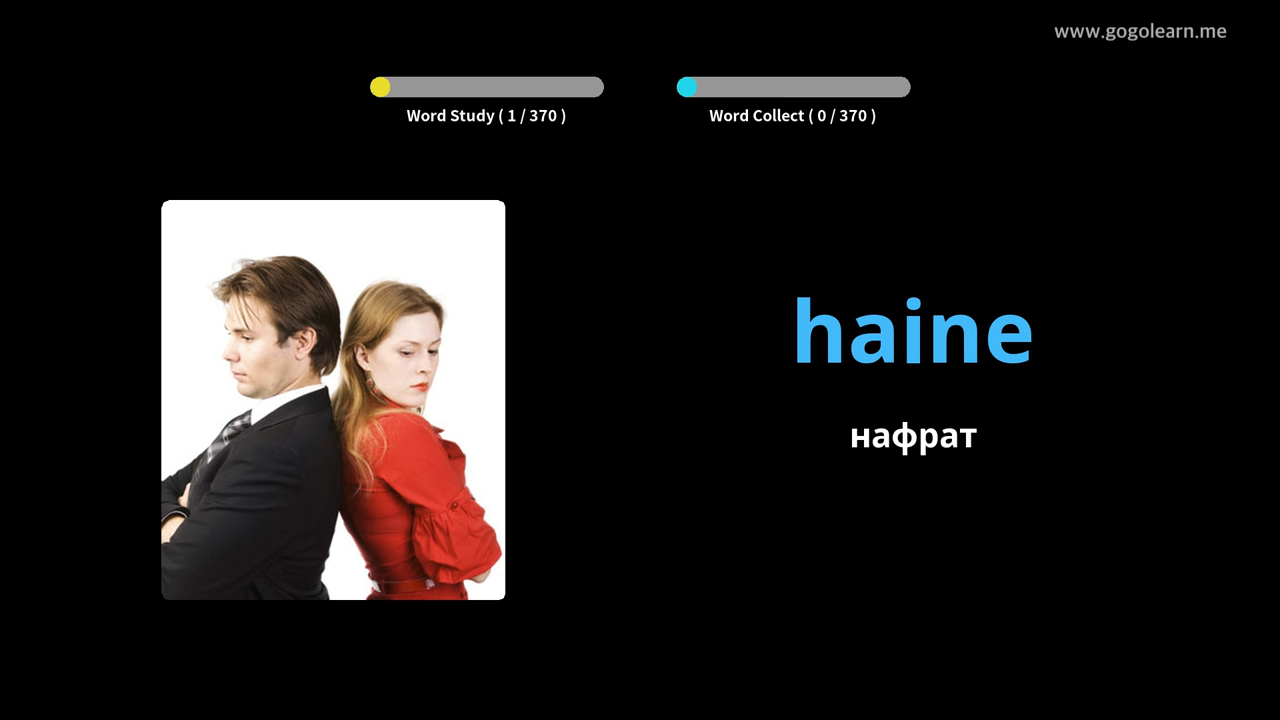 www.gogolearn.me
Word Study ( 1 / 370 )
Word Collect ( 0 / 370 )
haine
нафрат